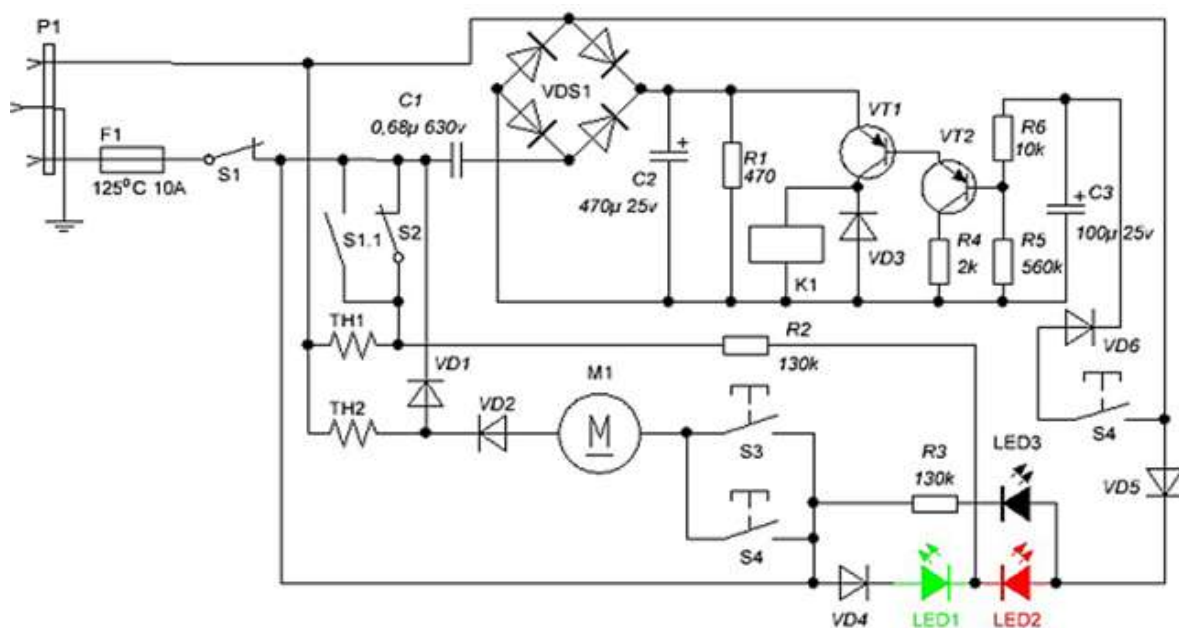 P1
F1
125⁰C 10A
S1
C1
0,68µ 630v
VDS1
C2
470µ 25v
R1
470
VT1
VT2
R6
10k
C3
100µ 25v
S1.1
S2
K1
VD3
R4
2k
R5
560k
TH1
VD1
R2
130k
VD6
TH2
VD2
M1
M
S3
S4
S4
R3
130k
LED3
VD5
VD4
LED1
LED2